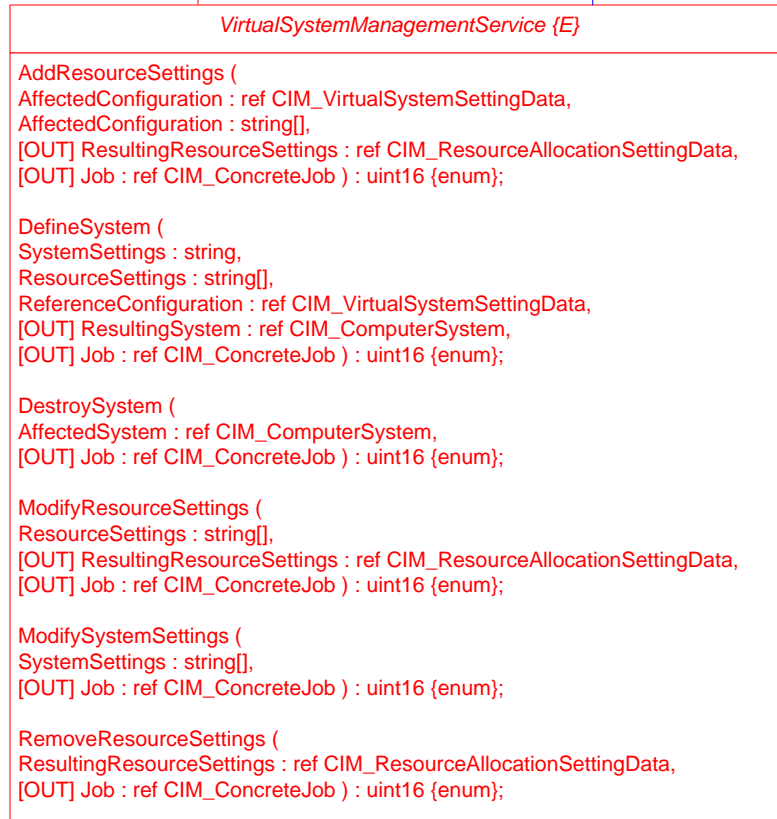 VirtualSystemManagementService {E}
AddResourceSettings (
AffectedConfiguration : ref CIM_VirtualSystemSettingData,
AffectedConfiguration : string[],
[OUT] ResultingResourceSettings : ref CIM_ResourceAllocationSettingData,
[OUT] Job : ref CIM_ConcreteJob ) : uint16 {enum};
DefineSystem (
SystemSettings : string,
ResourceSettings : string[],
ReferenceConfiguration : ref CIM_VirtualSystemSettingData,
[OUT] ResultingSystem : ref CIM_ComputerSystem,
[OUT] Job : ref CIM_ConcreteJob ) : uint16 {enum};
DestroySystem (
AffectedSystem : ref CIM_ComputerSystem,
[OUT] Job : ref CIM_ConcreteJob ) : uint16 {enum};
ModifyResourceSettings (
ResourceSettings : string[],
[OUT] ResultingResourceSettings : ref CIM_ResourceAllocationSettingData,
[OUT] Job : ref CIM_ConcreteJob ) : uint16 {enum};
ModifySystemSettings (
SystemSettings : string[],
[OUT] Job : ref CIM_ConcreteJob ) : uint16 {enum};
RemoveResourceSettings (
ResultingResourceSettings : ref CIM_ResourceAllocationSettingData,
[OUT] Job : ref CIM_ConcreteJob ) : uint16 {enum};